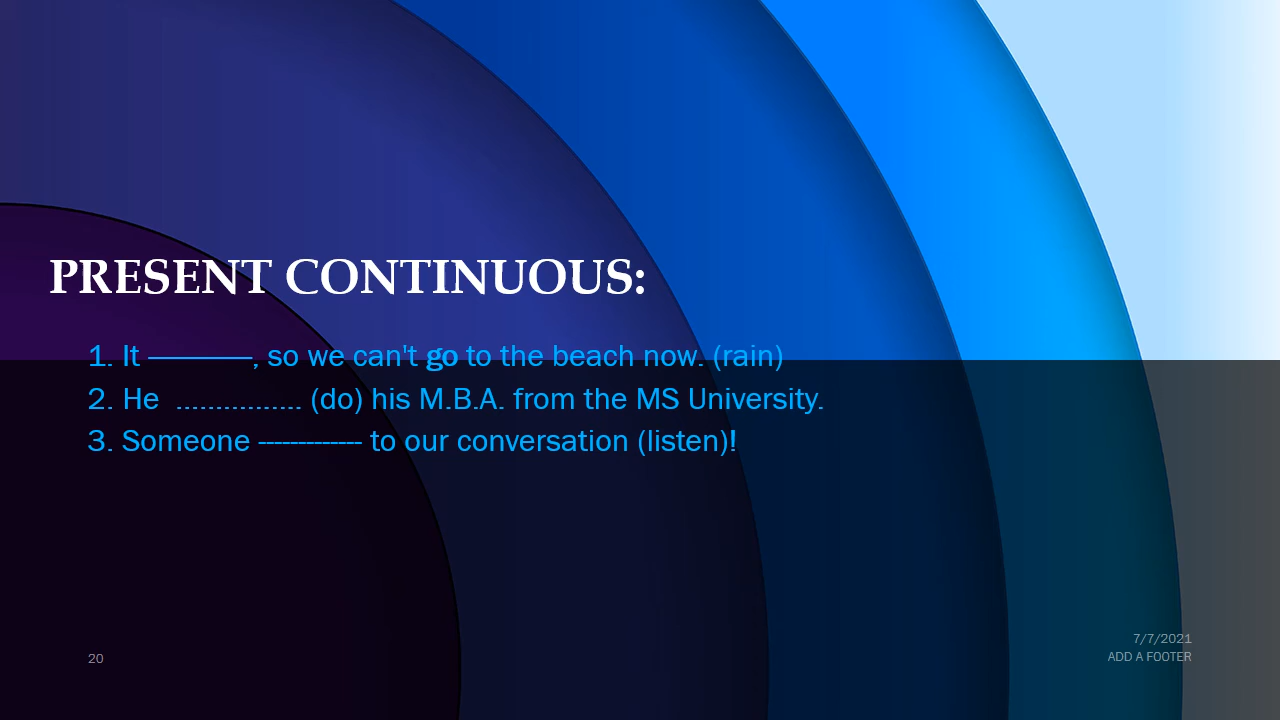 PRESENT CONTINUOUS:
1. It ————, so we can't go to the beach now. (rain)
2. He ................ (do) his M.B.A. from the MS University.
3. Someone ------------- to our conversation (listen)!
7/7/2021
20
ADD A FOOTER